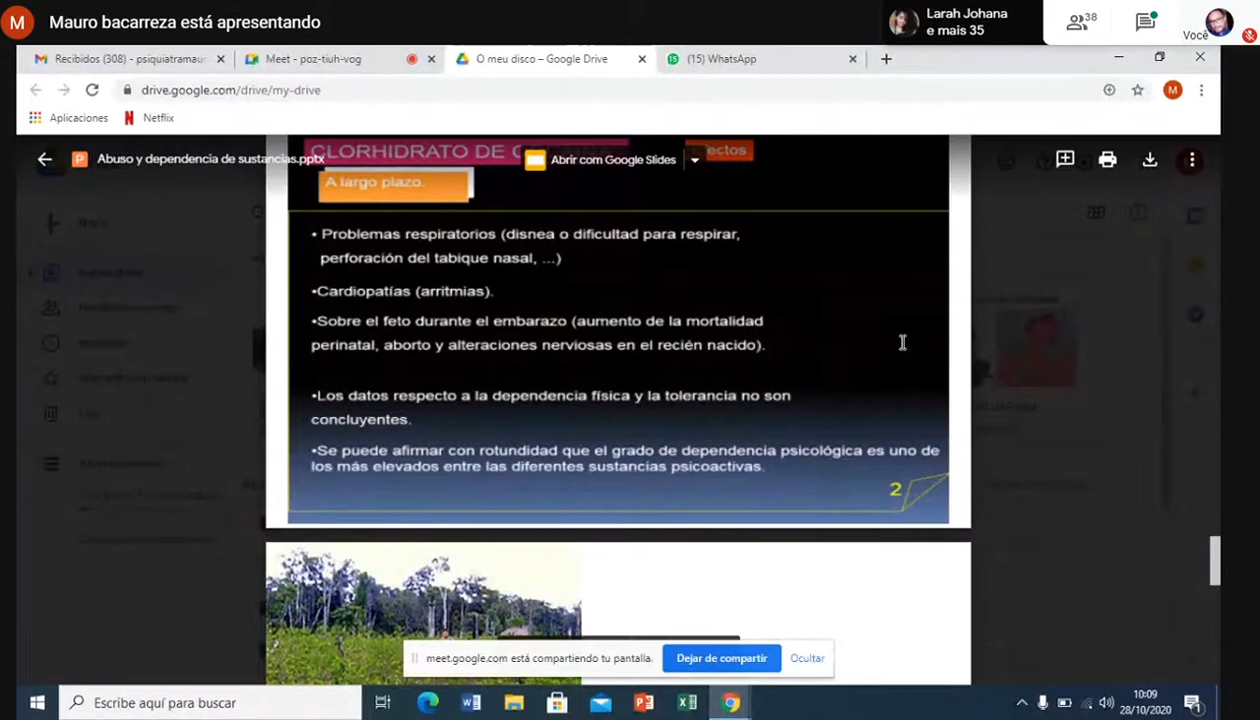 M Mauro bacarreza está apresentando
Larah Johana
e mais 35
38
Você
Recibidos (308) - psiquiatramaur
Meet - poz-tiuh-vog
O meu disco – Google Drive
(15) WhatsApp
drive.google.com/drive/my-drive
M
Aplicaciones
Netflix
Abuso y dependencia de sustancias.pptx
Abrir com Google Slides
CLORHIDRATO DE
A largo plazo.
• Problemas respiratorios (disnea o dificultad para respirar,
perforación del tabique nasal, ...)
•Cardiopatías (arritmias).
•Sobre el feto durante el embarazo (aumento de la mortalidad
perinatal, aborto y alteraciones nerviosas en el recién nacido).
•Los datos respecto a la dependencia física y la tolerancia no son
concluyentes.
•Se puede afirmar con rotundidad que el grado de dependencia psicológica es uno de
los más elevados entre las diferentes sustancias psicoactivas.
2
meet.google.com está compartiendo tu pantalla.
Dejar de compartir
Ocultar
Escribe aquí para buscar
10:09
28/10/2020
1